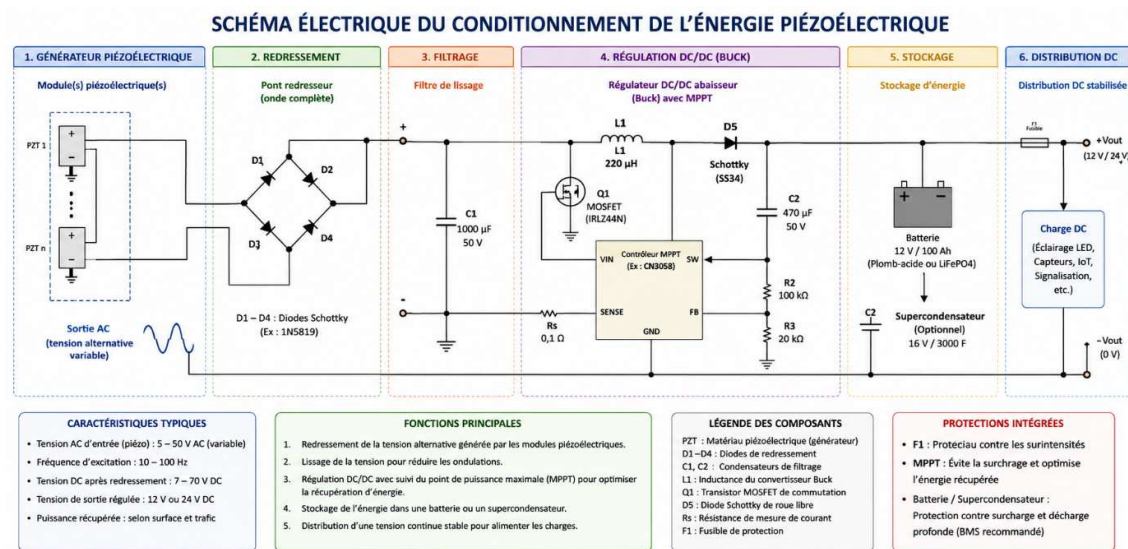 SCHÉMA ÉLECTRIQUE DU CONDITIONNEMENT DE L'ÉNERGIE PIÉZOÉLECTRIQUE
1. GÉNÉRATEUR PIÉZOÉLECTRIQUE
Module(s) piézoélectrique(s)
PZT 1
+
−
PZT n
+
−
Sortie AC
(tension alternative
variable)
2. REDRESSEMENT
Pont redresseur
(onde complète)
D1
D2
D3
D4
D1 – D4 : Diodes Schottky
(Ex : 1N5819)
3. FILTRAGE
Filtre de lissage
+
C1
1000 µF
50 V
-
4. RÉGULATION DC/DC (BUCK)
Régulateur DC/DC abaisseur
(Buck) avec MPPT
L1
L1
220 µH
D5
Schottky
(SS34)
Q1
MOSFET
(IRLZ44N)
C2
470 µF
50 V
Contrôleur MPPT
(Ex : CN3058)
VIN
SW
SENSE
FB
GND
Rs
0,1 Ω
R2
100 kΩ
R3
20 kΩ
5. STOCKAGE
Stockage d'énergie
+ −
Batterie
12 V / 100 Ah
(Plomb-acide ou LiFePO4)
Supercondensateur
(Optionnel)
16 V / 3000 F
C2
6. DISTRIBUTION DC
Distribution DC stabilisée
Fusible
+Vout
(12 V / 24 V)
+
Charge DC
(Éclairage LED,
Capteurs, IoT,
Signalisation,
etc.)
+
−Vout
(0 V)
CARACTÉRISTIQUES TYPIQUES
• Tension AC d'entrée (piézo) : 5 – 50 V AC (variable)
• Fréquence d'excitation : 10 – 100 Hz
• Tension DC après redressement : 7 – 70 V DC
• Tension de sortie régulée : 12 V ou 24 V DC
• Puissance récupérée : selon surface et trafic
FONCTIONS PRINCIPALES
1. Redressement de la tension alternative générée par les modules piézoélectriques.
2. Lissage de la tension pour réduire les ondulations.
3. Régulation DC/DC avec suivi du point de puissance maximale (MPPT) pour optimiser
la récupération d'énergie.
4. Stockage de l'énergie dans une batterie ou un supercondensateur.
5. Distribution d'une tension continue stable pour alimenter les charges.
LÉGENDE DES COMPOSANTS
PZT : Matériau piézoélectrique (générateur)
D1–D4 : Diodes de redressement
C1, C2 : Condensateurs de filtrage
L1 : Inductance du convertisseur Buck
Q1 : Transistor MOSFET de commutation
D5 : Diode Schottky de roue libre
Rs : Résistance de mesure de courant
F1 : Fusible de protection
PROTECTIONS INTÉGRÉES
• F1 : Proteciau contre les surintensités
• MPPT : Évite la surchrage et optimise
l'énergie récupérée
• Batterie / Supercondensateur :
Protection contre surcharge et décharge
profonde (BMS recommandé)